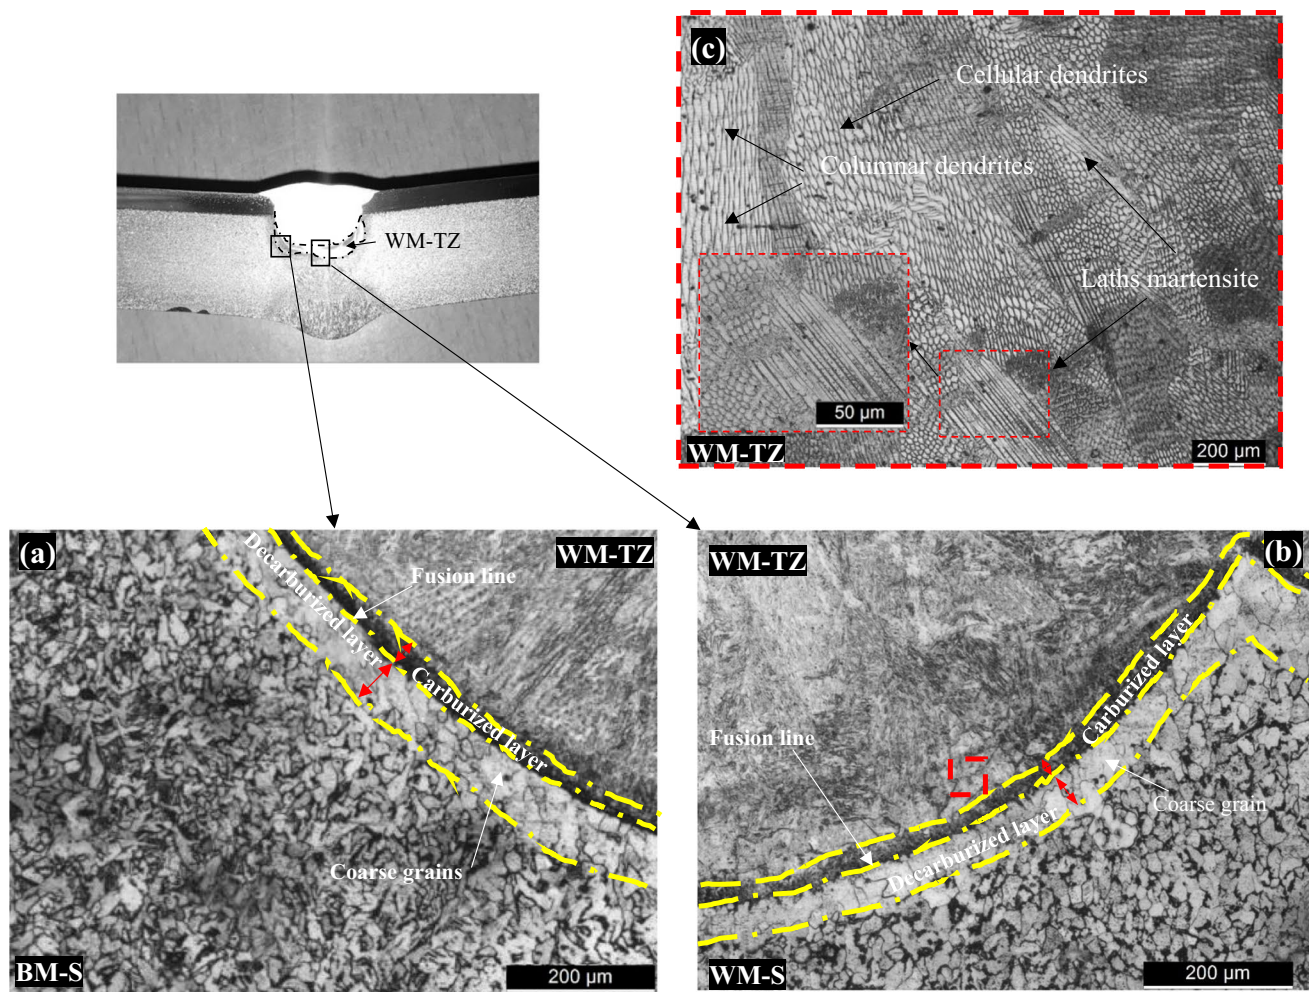 (c)
Cellular dendrites
Columnar dendrites
Laths martensite
50 µm
WM-TZ
200 µm
WM-TZ
(a)
WM-TZ
Decarburized layer
Fusion line
Carburized layer
Coarse grains
BM-S
200 µm
WM-TZ
(b)
Carburized layer
Fusion line
Coarse grain
Decarburized layer
WM-S
200 µm